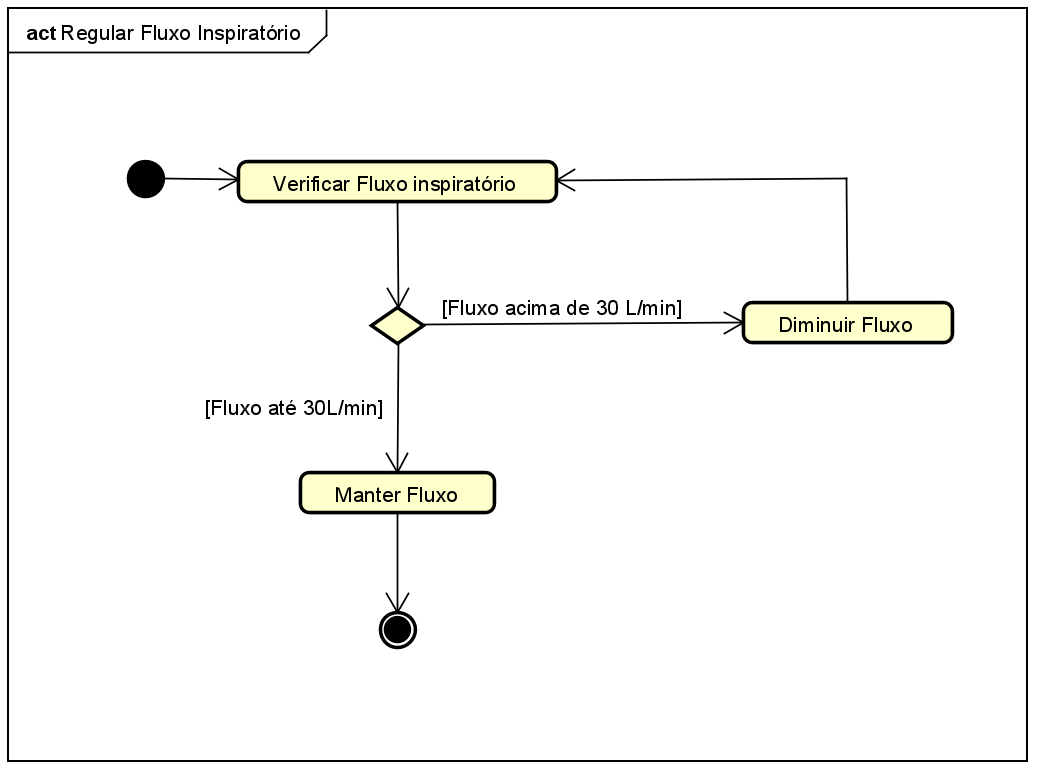 act Regular Fluxo Inspiratório
Verificar Fluxo inspiratório
[Fluxo acima de 30 L/min]
Diminuir Fluxo
[Fluxo até 30L/min]
Manter Fluxo